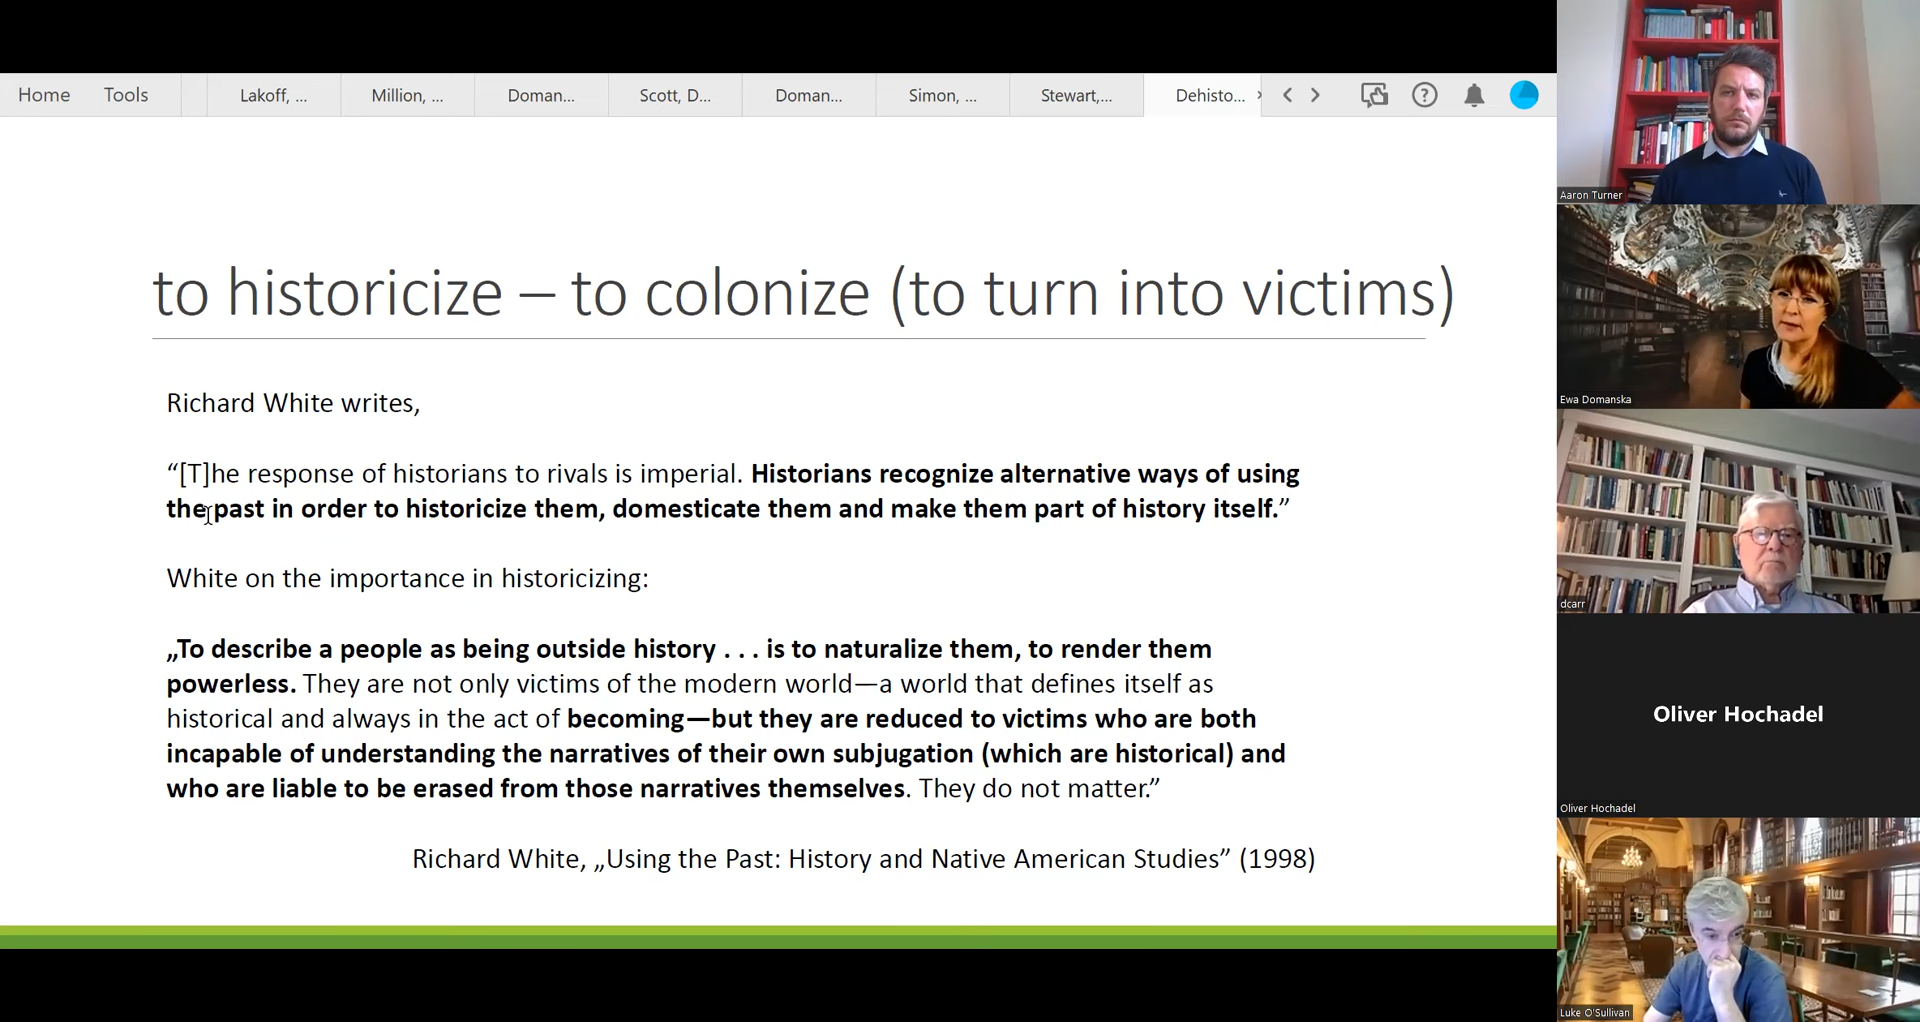 Home Tools Lakoff, ... Million, ... Doman... Scott, D... Doman... Simon, ... Stewart,... Dehisto...
to historicize – to colonize (to turn into victims)
Richard White writes,
“[T]he response of historians to rivals is imperial. Historians recognize alternative ways of using
the past in order to historicize them, domesticate them and make them part of history itself.”
White on the importance in historicizing:
„To describe a people as being outside history . . . is to naturalize them, to render them
powerless. They are not only victims of the modern world—a world that defines itself as
historical and always in the act of becoming—but they are reduced to victims who are both
incapable of understanding the narratives of their own subjugation (which are historical) and
who are liable to be erased from those narratives themselves. They do not matter.”
Richard White, „Using the Past: History and Native American Studies” (1998)
Aaron Turner
Ewa Domanska
dcarr
Oliver Hochadel
Oliver Hochadel
Luke O'Sullivan